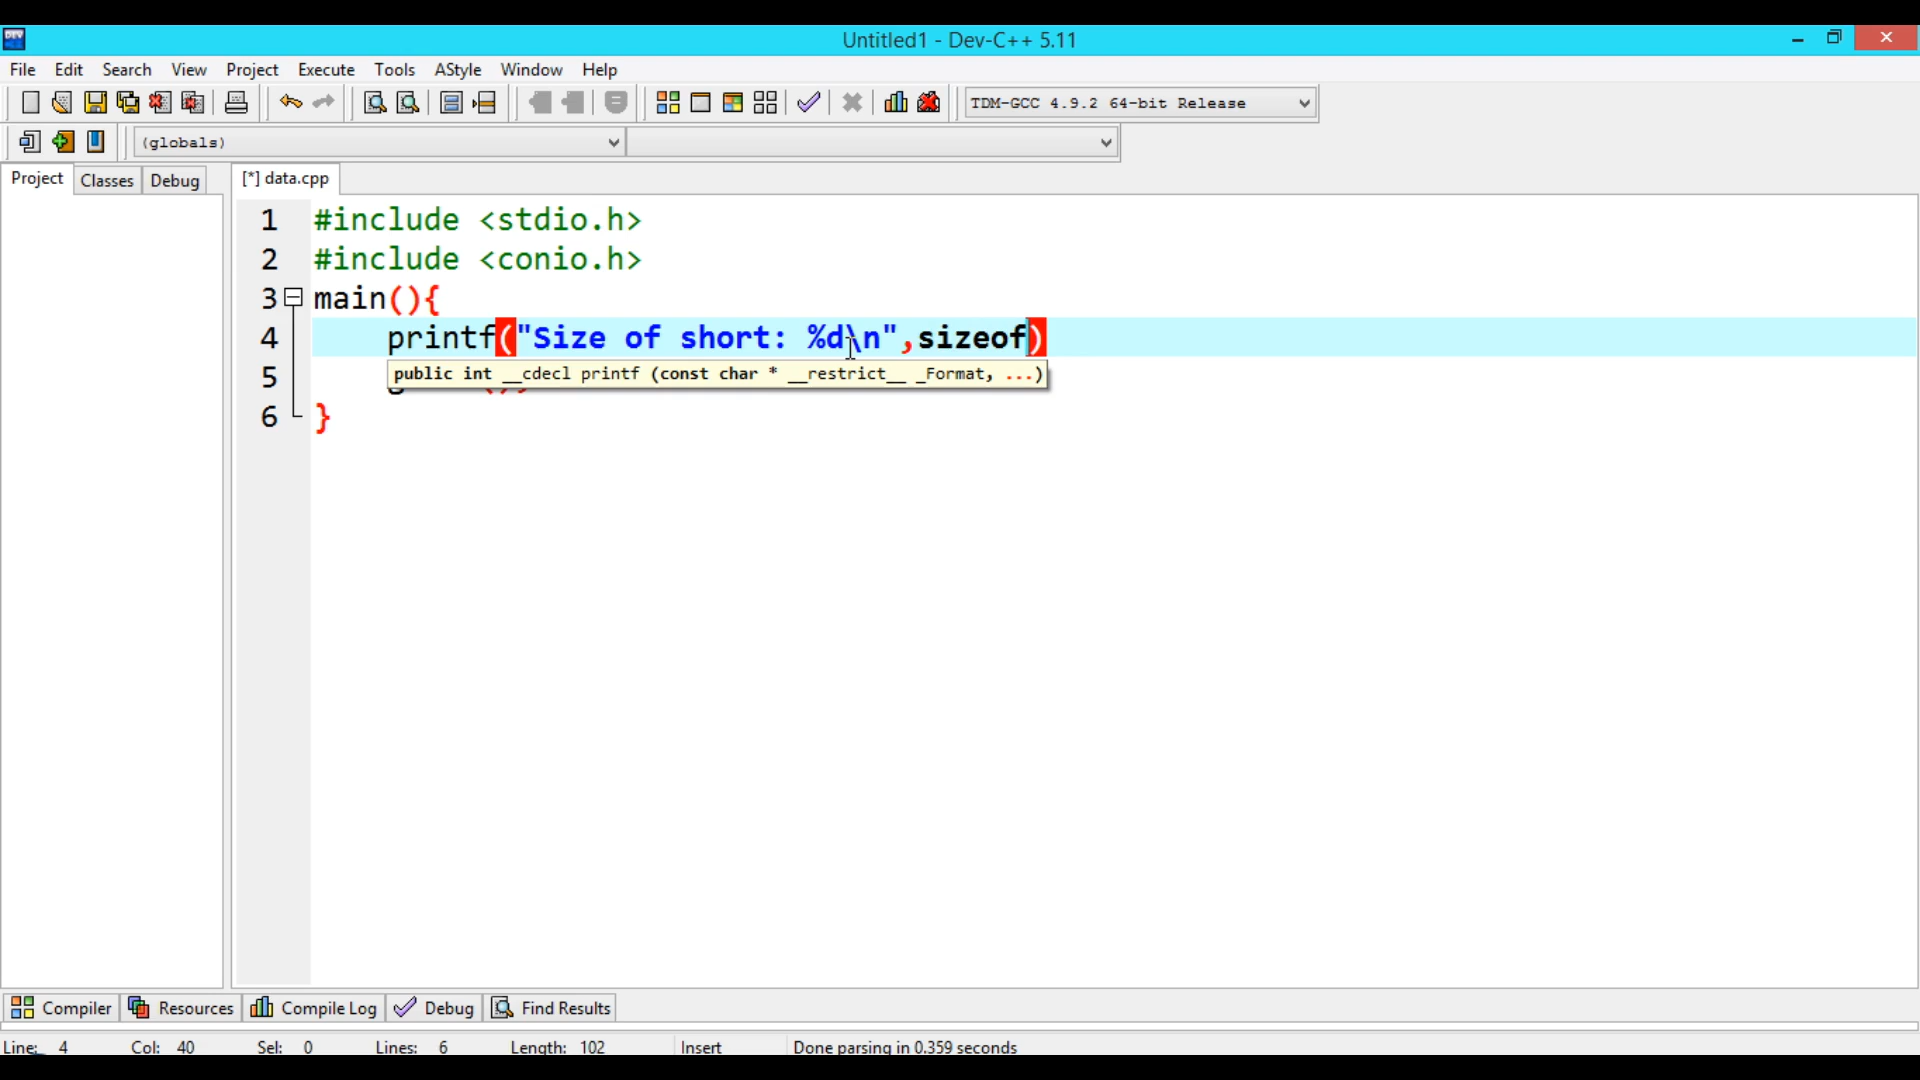 Untitled1 - Dev-C++ 5.11
File Edit Search View Project Execute Tools AStyle Window Help
TDM-GCC 4.9.2 64-bit Release
(globals)
Project Classes Debug [*] data.cpp
1 #include <stdio.h>
2 #include <conio.h>
3 main(){
4 printf("Size of short: %d\n",sizeof)
public int __cdecl printf (const char * __restrict__ _Format, ...)
5
6 }
Compiler Resources Compile Log Debug Find Results
Line: 4 Col: 40 Sel: 0 Lines: 6 Length: 102 Insert Done parsing in 0.359 seconds